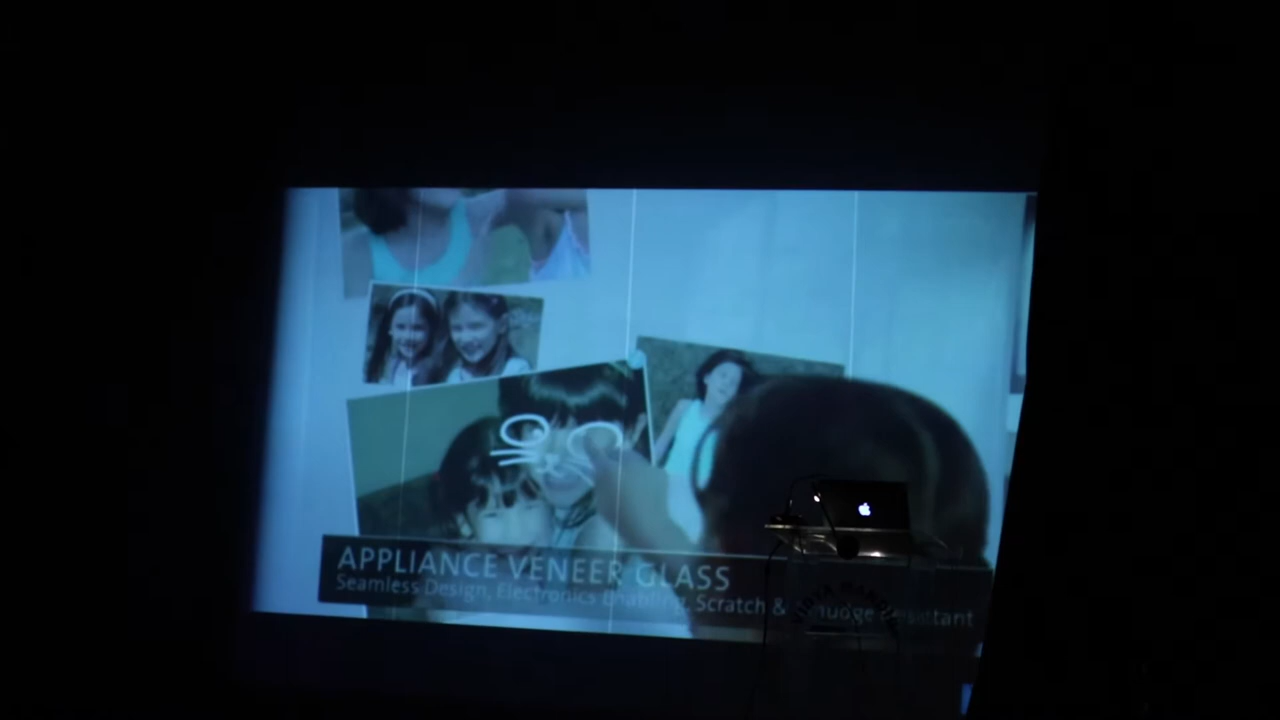 APPLIANCE VENEER GLASS
Seamless Design, Electronics Enabling, Scratch &